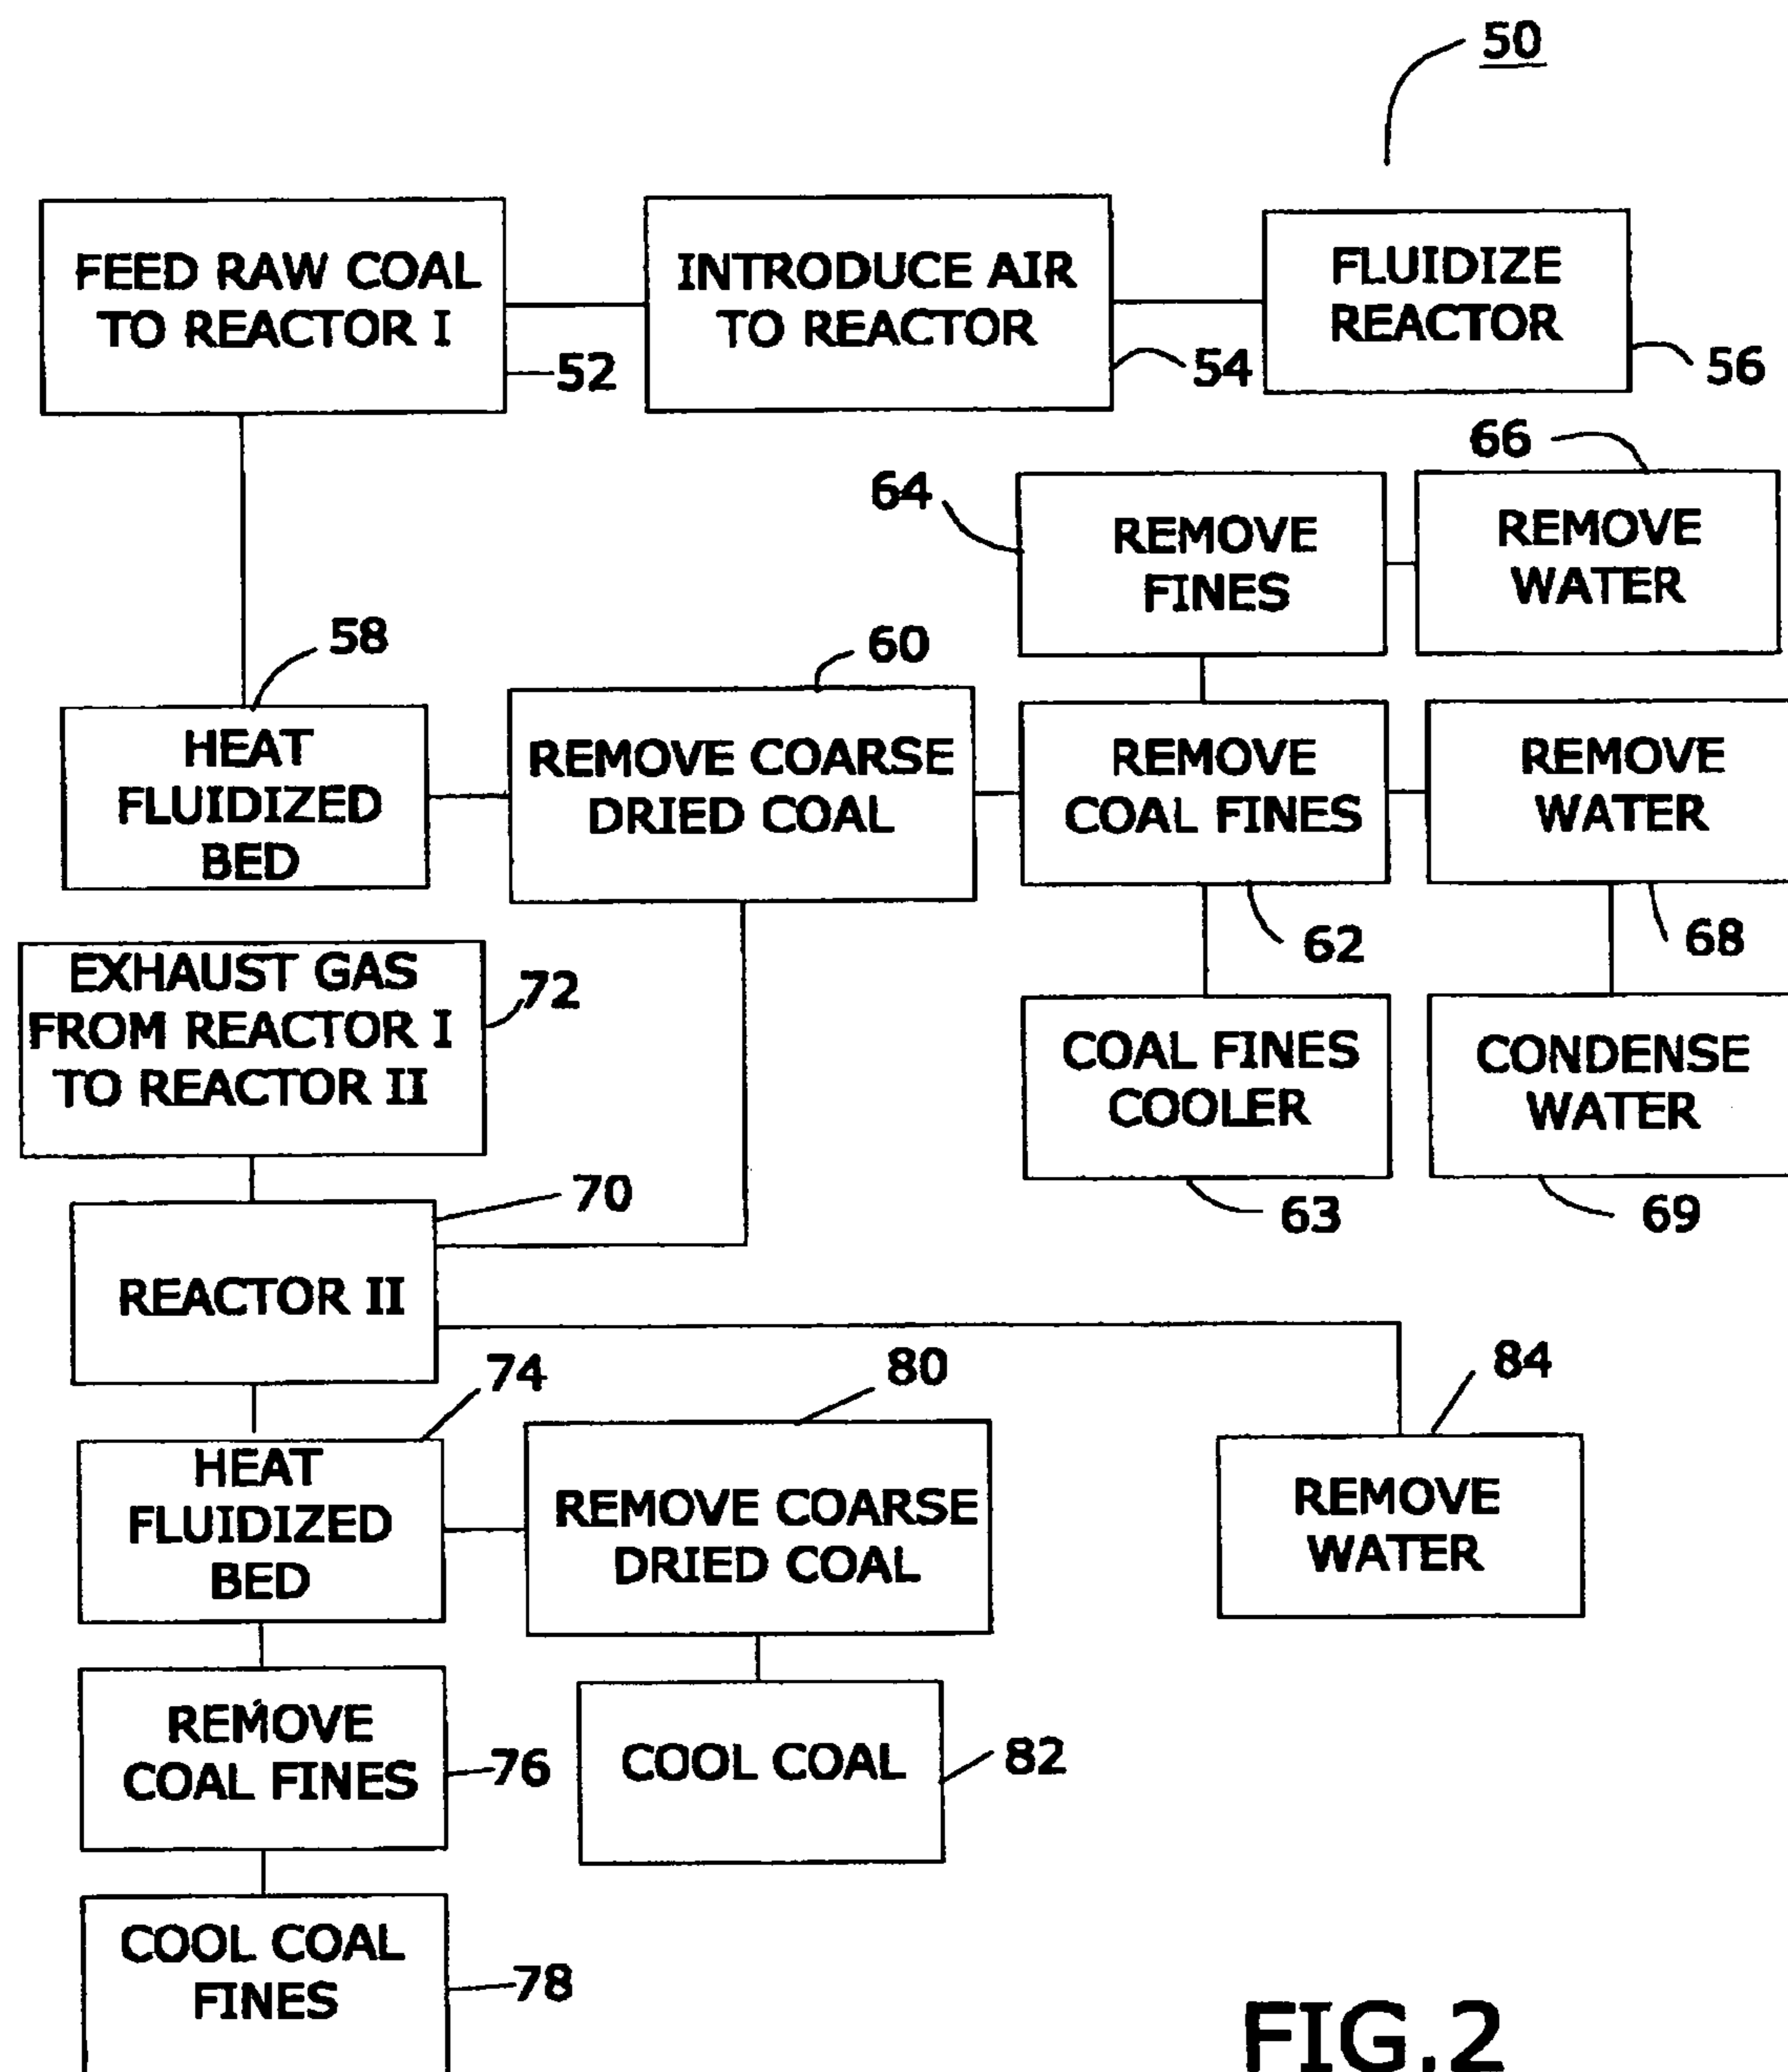 50
FEED RAW COAL
TO REACTOR I
52
INTRODUCE AIR
TO REACTOR
54
FLUIDIZE
REACTOR
56
58
HEAT
FLUIDIZED
BED
60
REMOVE COARSE
DRIED COAL
64
REMOVE
FINES
66
REMOVE
WATER
REMOVE
COAL FINES
62
REMOVE
WATER
68
COAL FINES
COOLER
63
CONDENSE
WATER
69
EXHAUST GAS
FROM REACTOR I
TO REACTOR II
72
70
REACTOR II
74
HEAT
FLUIDIZED
BED
80
REMOVE COARSE
DRIED COAL
84
REMOVE
WATER
REMOVE
COAL FINES
76
COOL COAL
82
COOL COAL
FINES
78
FIG.2